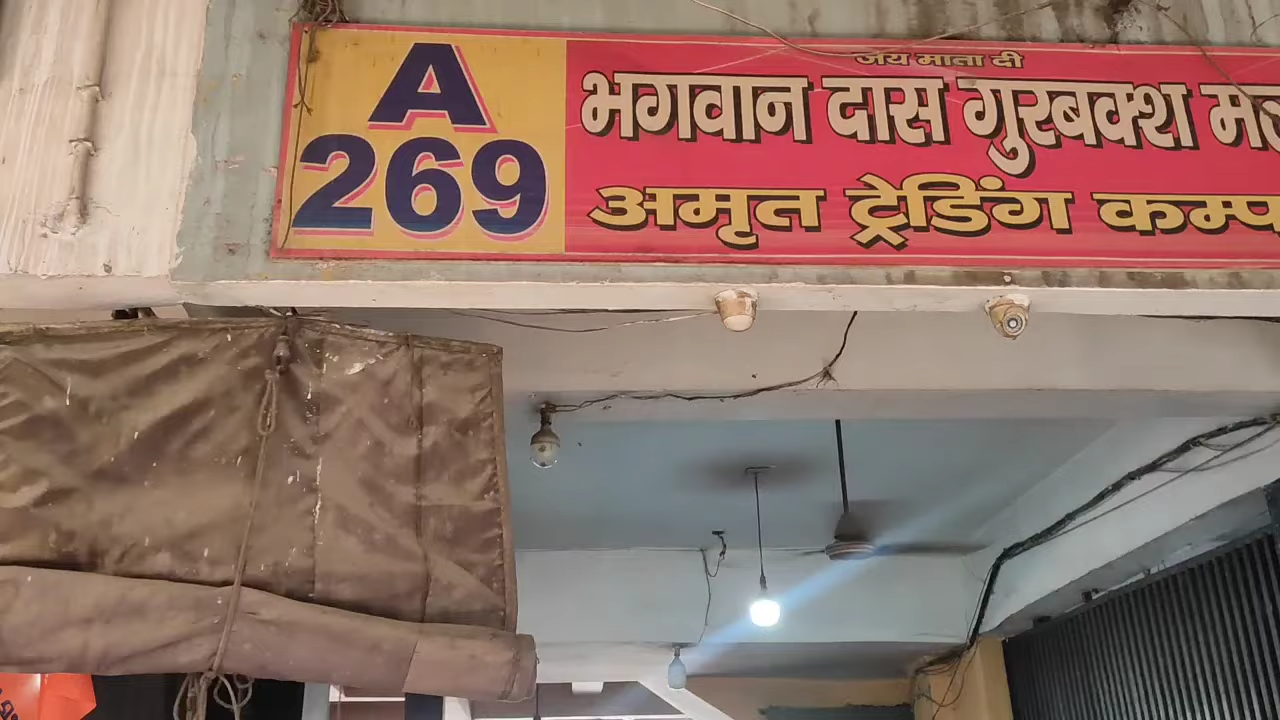 A
269
जय माता दी
भगवान दास गुरबक्श
अमृत ट्रेडिंग